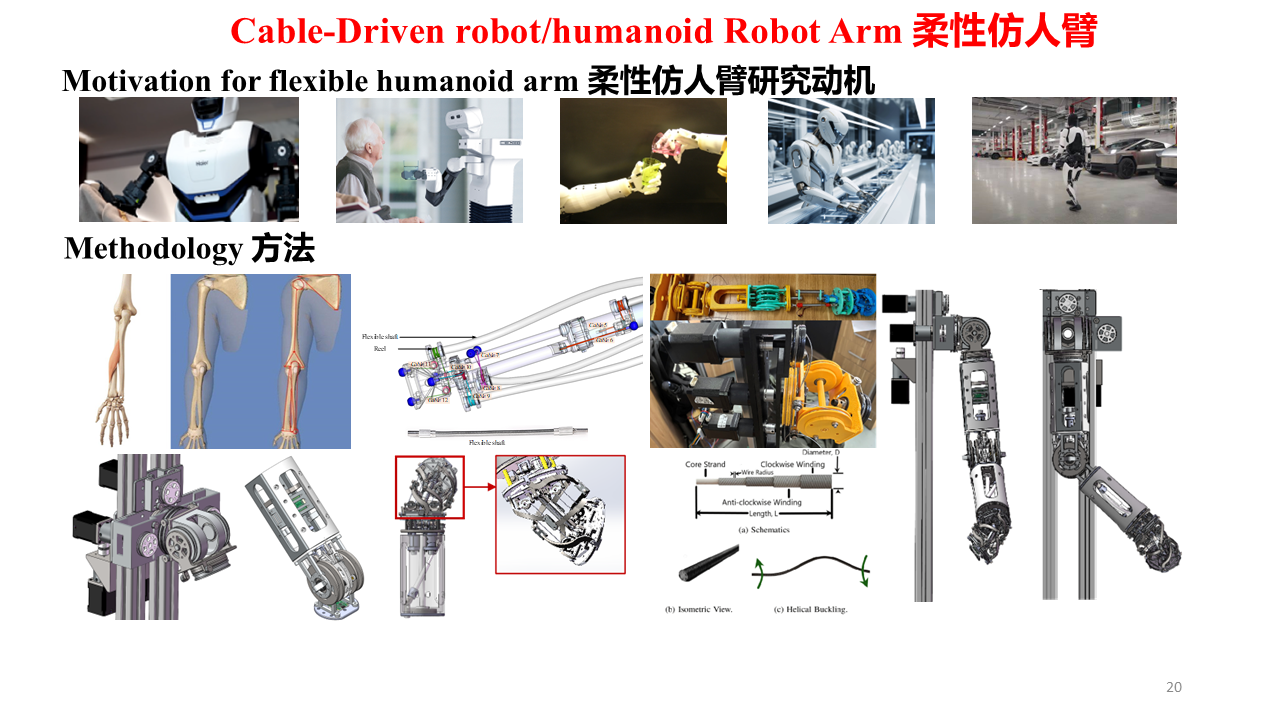 Cable-Driven robot/humanoid Robot Arm 柔性仿人臂
Motivation for flexible humanoid arm 柔性仿人臂研究动机
Methodology 方法
Flexible shaft
Reel
Cable 5
Cable 6
Cable 7
Cable 11
Cable 10
Cable 8
Cable 9
Cable 12
Flexible shaft
Diameter, D
Core Strand
Clockwise Winding
Wire Radius
Anti-clockwise Winding
Length, L
(a) Schematics
(b) Isometric View.
(c) Helical Buckling.
20